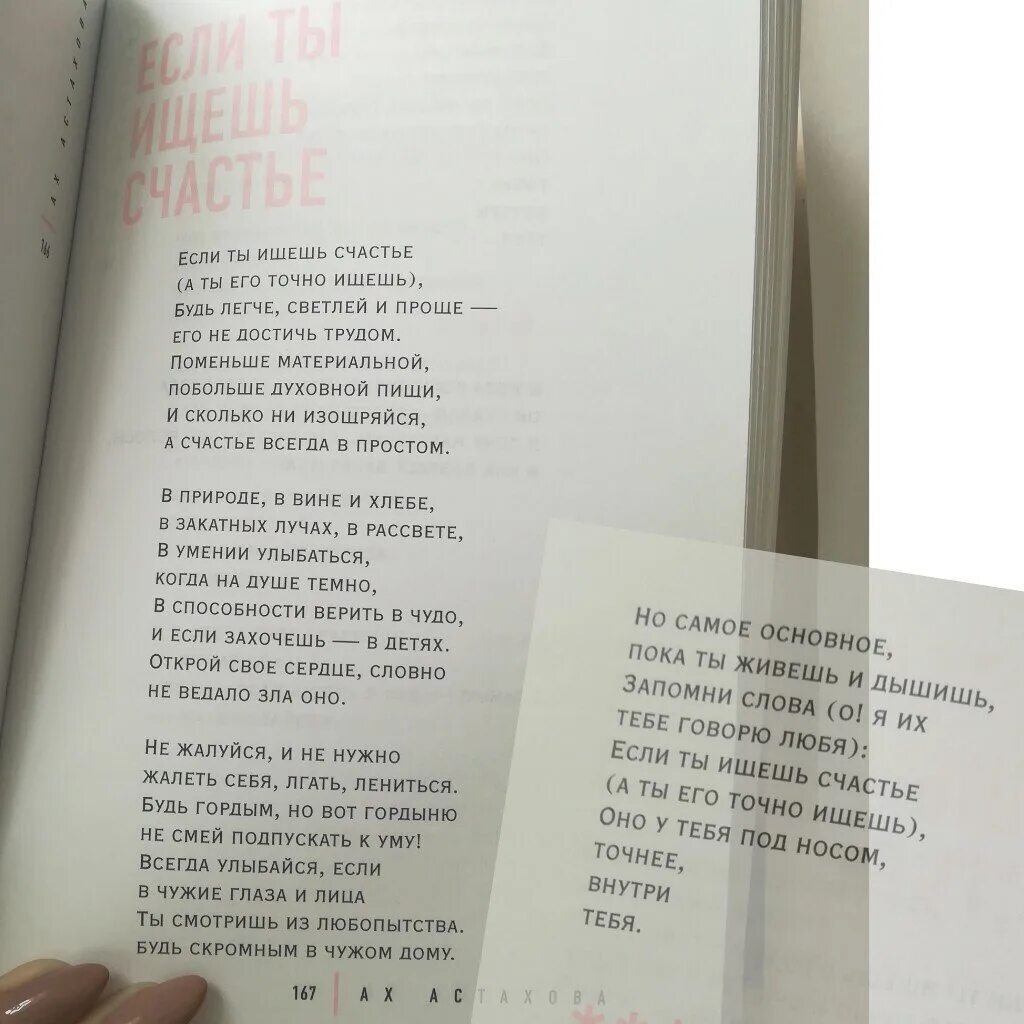 166 | АХ АСТАХОВА
ЕСЛИ ТЫ
ИЩЕШЬ
СЧАСТЬЕ
Если ты ищешь счастье
(а ты его точно ищешь),
Будь легче, светлей и проще —
его не достичь трудом.
Поменьше материальной,
побольше духовной пищи,
И сколько ни изощряйся,
а счастье всегда в простом.
В природе, в вине и хлебе,
в закатных лучах, в рассвете,
В умении улыбаться,
когда на душе темно,
В способности верить в чудо,
и если захочешь — в детях.
Открой свое сердце, словно
не ведало зла оно.
Не жалуйся, и не нужно
жалеть себя, лгать, лениться.
Будь гордым, но вот гордыню
не смей подпускать к уму!
Всегда улыбайся, если
в чужие глаза и лица
Ты смотришь из любопытства.
Будь скромным в чужом дому.
167 | АХ АСТАХОВА
Но самое основное,
пока ты живешь и дышишь,
Запомни слова (о! я их
тебе говорю любя):
Если ты ищешь счастье
(а ты его точно ищешь),
Оно у тебя под носом,
точнее,
внутри
тебя.